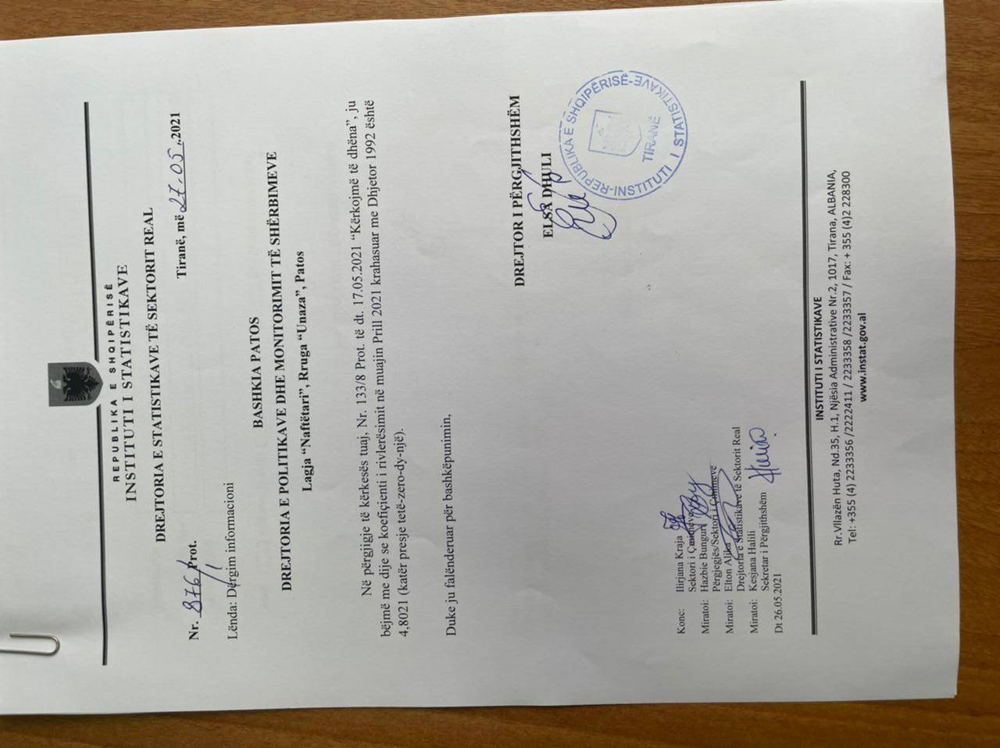 REPUBLIKA E SHQIPËRISË
INSTITUTI I STATISTIKAVE
DREJTORIA E STATISTIKAVE TË SEKTORIT REAL
Nr. 876/1 Prot. Tiranë, më 27.05.2021
Lënda: Dërgim informacioni
BASHKIA PATOS
DREJTORIA E POLITIKAVE DHE MONITORIMIT TË SHËRBIMEVE
Lagja “Naftëtari”, Rruga “Unaza”, Patos
Në përgjigje të kërkesës tuaj, Nr. 133/8 Prot. të dt. 17.05.2021 “Kërkojmë të dhëna”, ju
bëjmë me dije se koefiçienti i rivlerësimit në muajin Prill 2021 krahasuar me Dhjetor 1992 është
4,8021 (katër presje tetë-zero-dy-një).
Duke ju falënderuar për bashkëpunimin,
DREJTOR I PËRGJITHSHËM
ELSA DHULI
REPUBLIKA E SHQIPËRISË-INSTITUTI I STATISTIKAVE-
TIRANË
Konc: Ilirjana Kraja
Sektori i Çmimeve
Miratoi: Hazbie Bunguri
Përgjegjës/Sektori i Çmimeve
Miratoi: Elton Alika
Drejtoria e Statistikave të Sektorit Real
Miratoi: Kesjana Halili
Sekretar i Përgjithshëm
Dt 26.05.2021
INSTITUTI I STATISTIKAVE
Rr.Vllazën Huta, Nd.35, H.1, Njësia Administrative Nr.2, 1017, Tirana, ALBANIA,
Tel: +355 (4) 2233356 /2222411 / 2233358 /2233357 / Fax: + 355 (4)2 228300
www.instat.gov.al